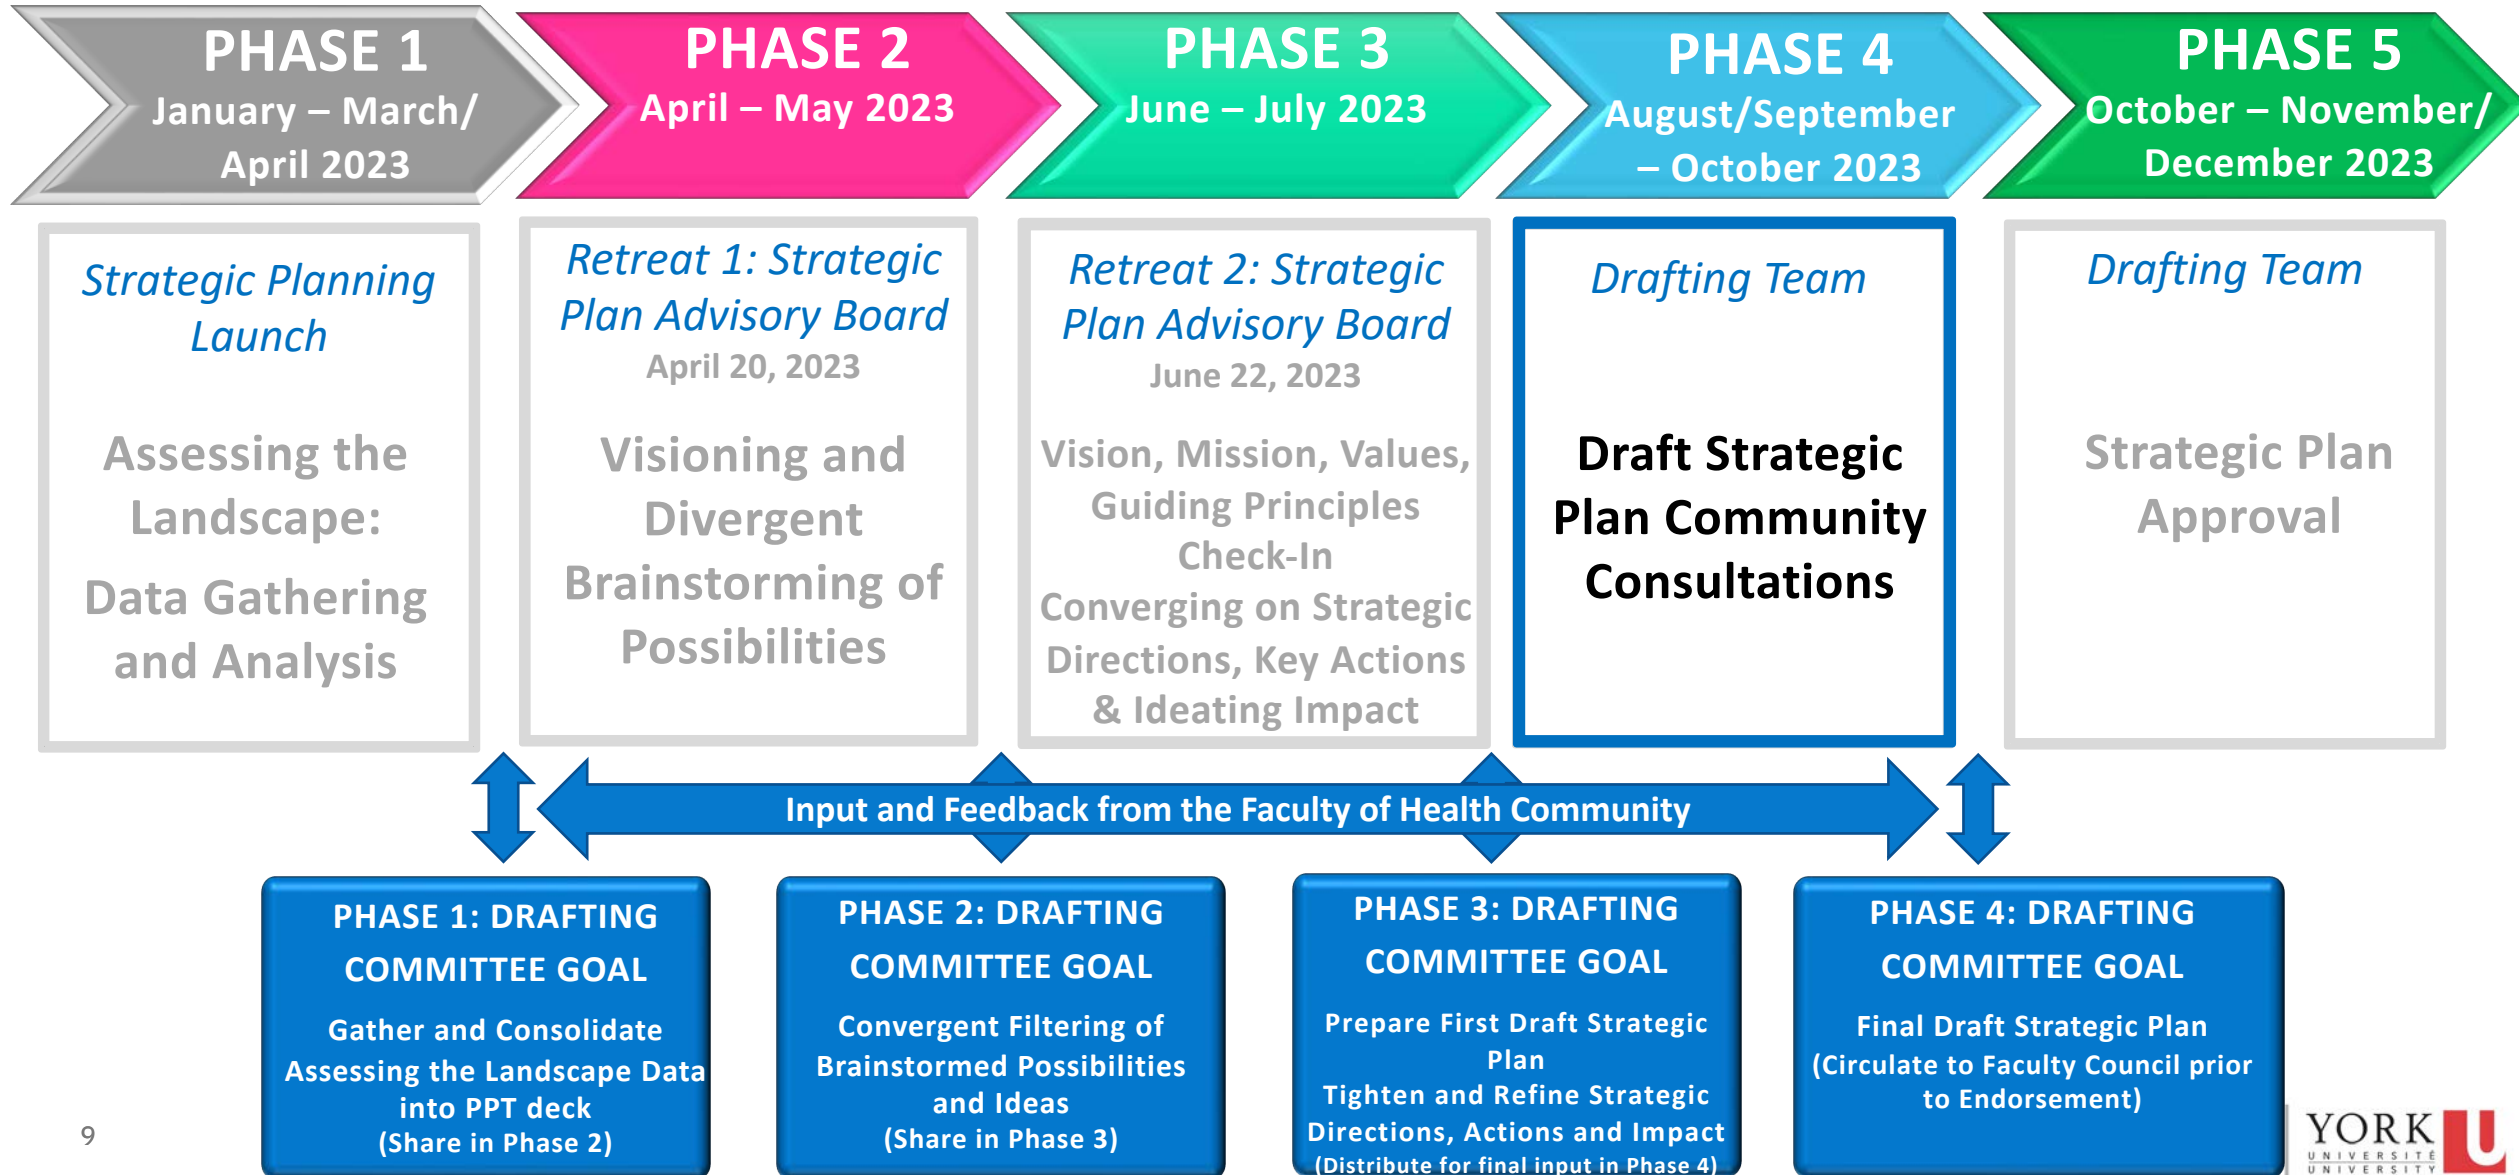 PHASE 1
January – March/
April 2023
PHASE 2
April – May 2023
PHASE 3
June – July 2023
PHASE 4
August/September
– October 2023
PHASE 5
October – November/
December 2023
Strategic Planning
Launch
Assessing the
Landscape:
Data Gathering
and Analysis
Retreat 1: Strategic
Plan Advisory Board
April 20, 2023
Visioning and
Divergent
Brainstorming of
Possibilities
Retreat 2: Strategic
Plan Advisory Board
June 22, 2023
Vision, Mission, Values,
Guiding Principles
Check-In
Converging on Strategic
Directions, Key Actions
& Ideating Impact
Drafting Team
Draft Strategic
Plan Community
Consultations
Drafting Team
Strategic Plan
Approval
Input and Feedback from the Faculty of Health Community
PHASE 1: DRAFTING
COMMITTEE GOAL
Gather and Consolidate
Assessing the Landscape Data
into PPT deck
(Share in Phase 2)
PHASE 2: DRAFTING
COMMITTEE GOAL
Convergent Filtering of
Brainstormed Possibilities
and Ideas
(Share in Phase 3)
PHASE 3: DRAFTING
COMMITTEE GOAL
Prepare First Draft Strategic
Plan
Tighten and Refine Strategic
Directions, Actions and Impact
(Distribute for final input in Phase 4)
PHASE 4: DRAFTING
COMMITTEE GOAL
Final Draft Strategic Plan
(Circulate to Faculty Council prior
to Endorsement)
9
YORK U
UNIVERSITÉ
UNIVERSITY